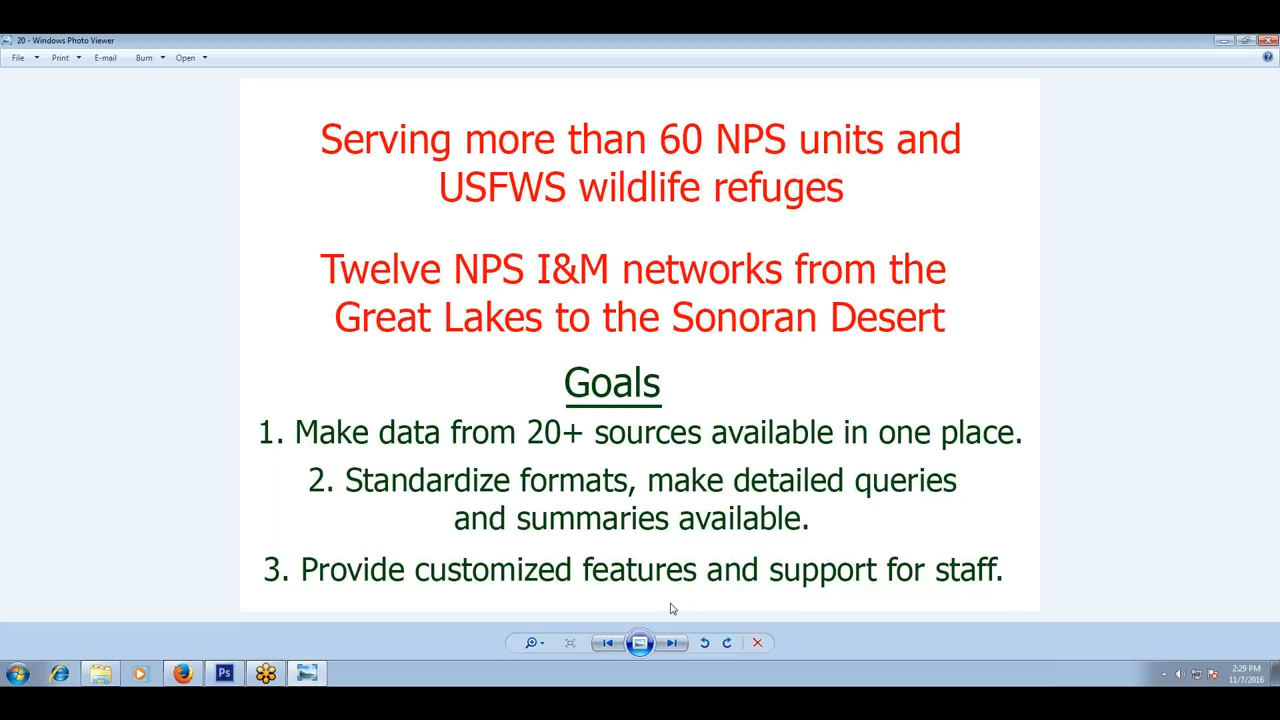 20 - Windows Photo Viewer
File Print E-mail Burn Open
Serving more than 60 NPS units and
USFWS wildlife refuges
Twelve NPS I&M networks from the
Great Lakes to the Sonoran Desert
Goals
1. Make data from 20+ sources available in one place.
2. Standardize formats, make detailed queries
and summaries available.
3. Provide customized features and support for staff.
Ps
2:29 PM
11/7/2016